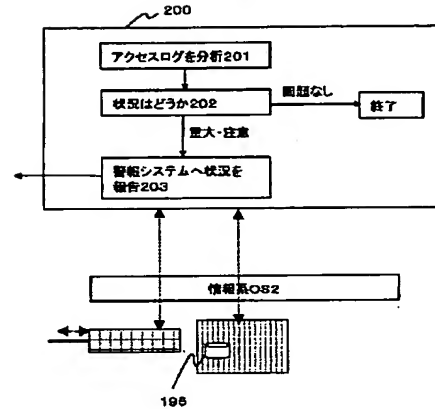 200
アクセスログを分析201
状況はどうか202
問題なし
終了
重大・注意
警報システムへ状況を
報告203
情報系OS2
195